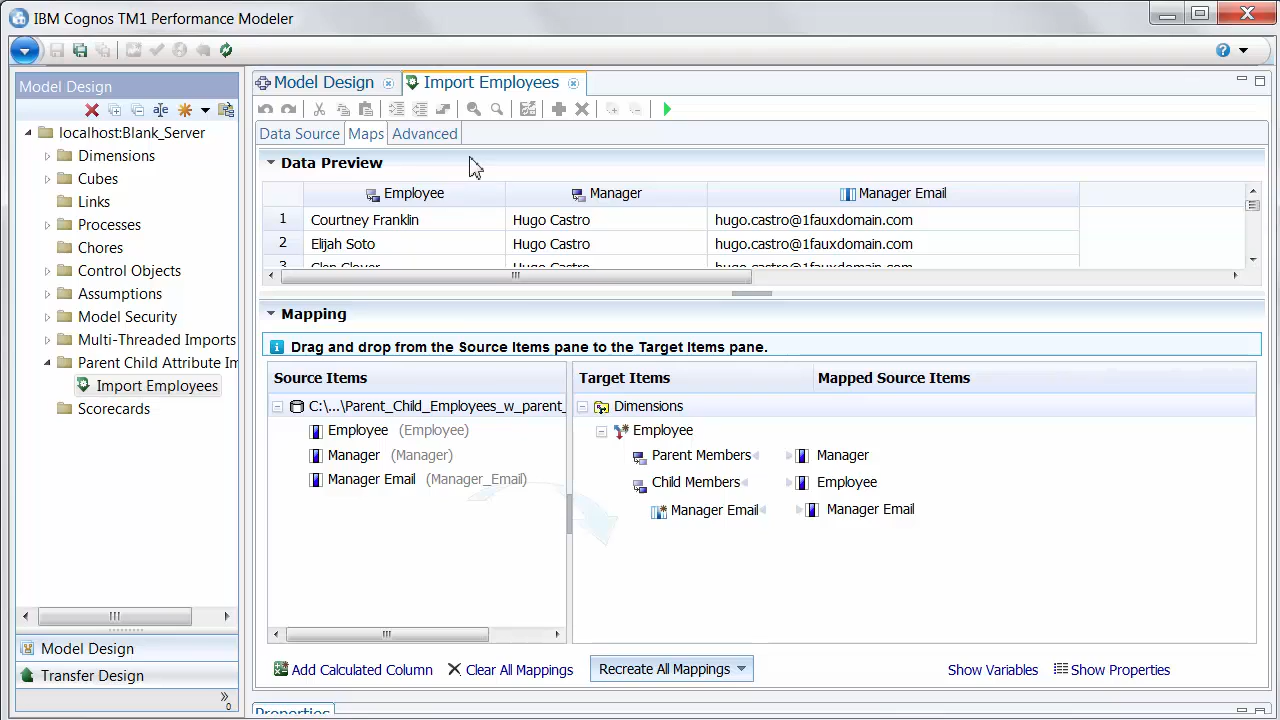 IBM Cognos TM1 Performance Modeler
Model Design
localhost:Blank_Server
Dimensions
Cubes
Links
Processes
Chores
Control Objects
Assumptions
Model Security
Multi-Threaded Imports
Parent Child Attribute Im
Import Employees
Scorecards
Model Design
Transfer Design
Model Design
Import Employees
Data Source
Maps
Advanced
Data Preview
Employee Manager Manager Email
1 Courtney Franklin Hugo Castro hugo.castro@1fauxdomain.com
2 Elijah Soto Hugo Castro hugo.castro@1fauxdomain.com
3 Hugo Castro hugo.castro@1fauxdomain.com
Mapping
Drag and drop from the Source Items pane to the Target Items pane.
Source Items
C:\...\Parent_Child_Employees_w_parent_
Employee (Employee)
Manager (Manager)
Manager Email (Manager_Email)
Target Items Mapped Source Items
Dimensions
Employee
Parent Members Manager
Child Members Employee
Manager Email Manager Email
Add Calculated Column
Clear All Mappings
Recreate All Mappings
Show Variables
Show Properties
Properties